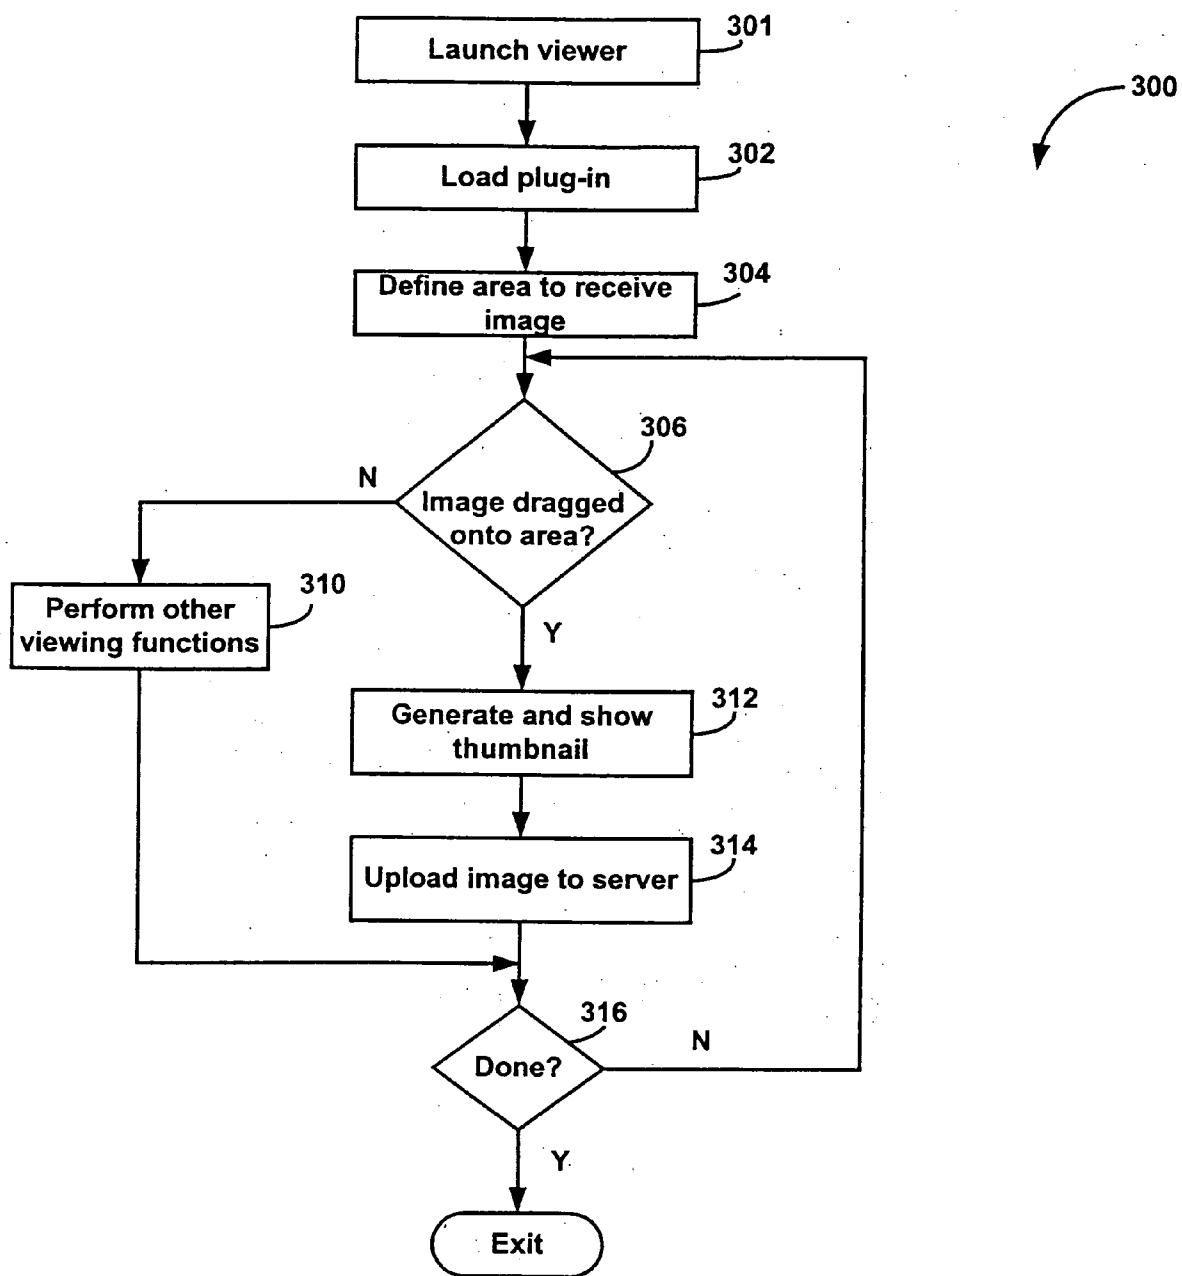 Launch viewer
301
300
Load plug-in
302
Define area to receive
image
304
306
N
Image dragged
onto area?
310
Perform other
viewing functions
Y
312
Generate and show
thumbnail
314
Upload image to server
316
N
Done?
Y
Exit